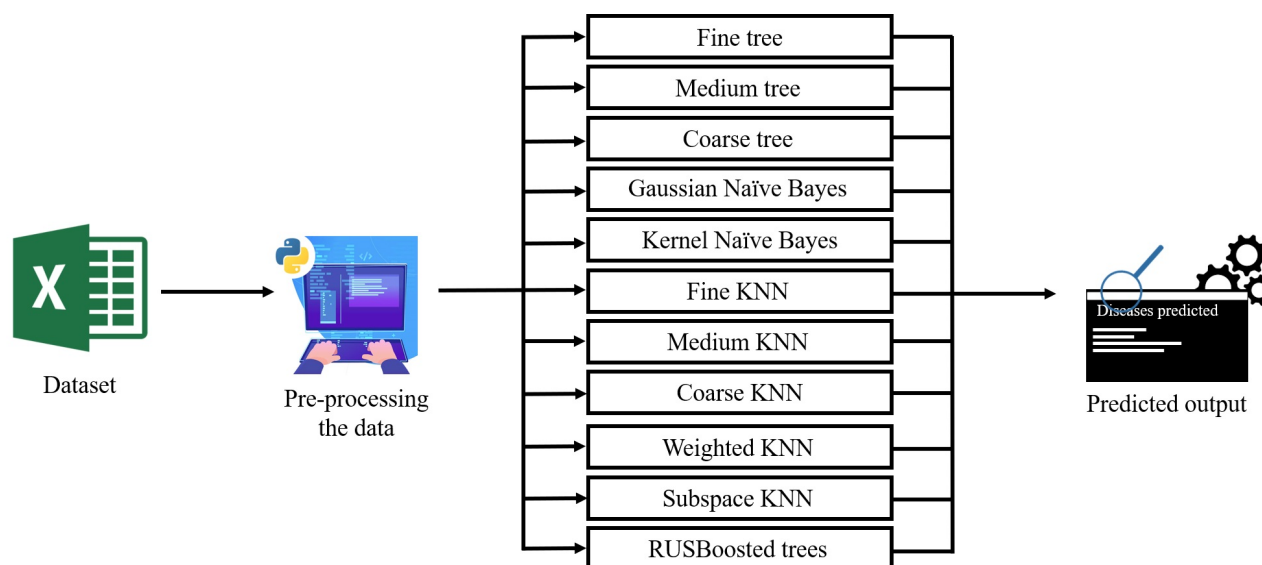 Fine tree
Medium tree
Coarse tree
Gaussian Naïve Bayes
Kernel Naïve Bayes
Fine KNN
Medium KNN
Coarse KNN
Weighted KNN
Subspace KNN
RUSBoosted trees
X
Dataset
Pre-processing
the data
Diseases predicted
Predicted output